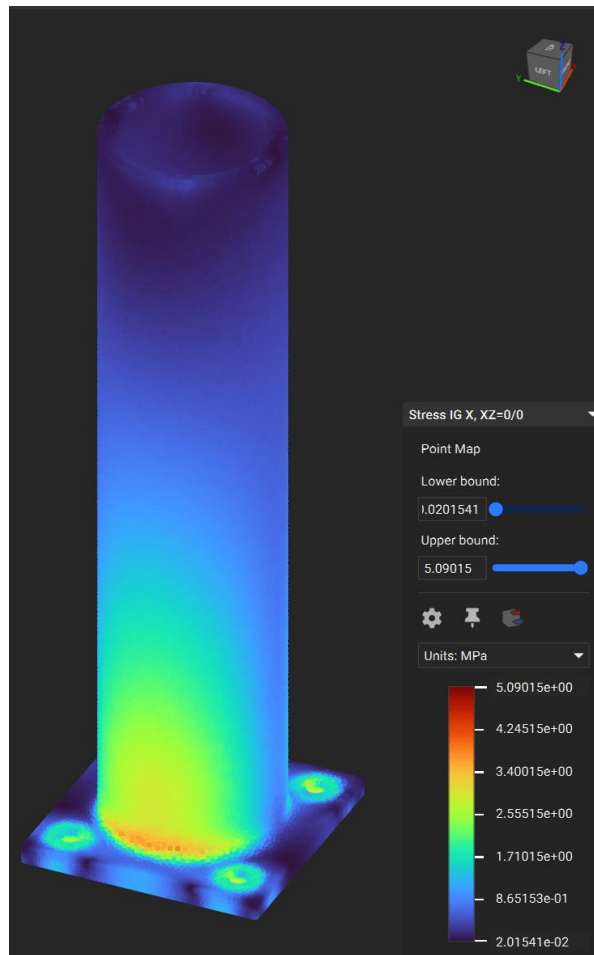 Z
LEFT
Y
Stress IG X, XZ=0/0
Point Map
Lower bound:
).0201541
Upper bound:
5.09015
Units: MPa
5.09015e+00
4.24515e+00
3.40015e+00
2.55515e+00
1.71015e+00
8.65153e-01
2.01541e-02